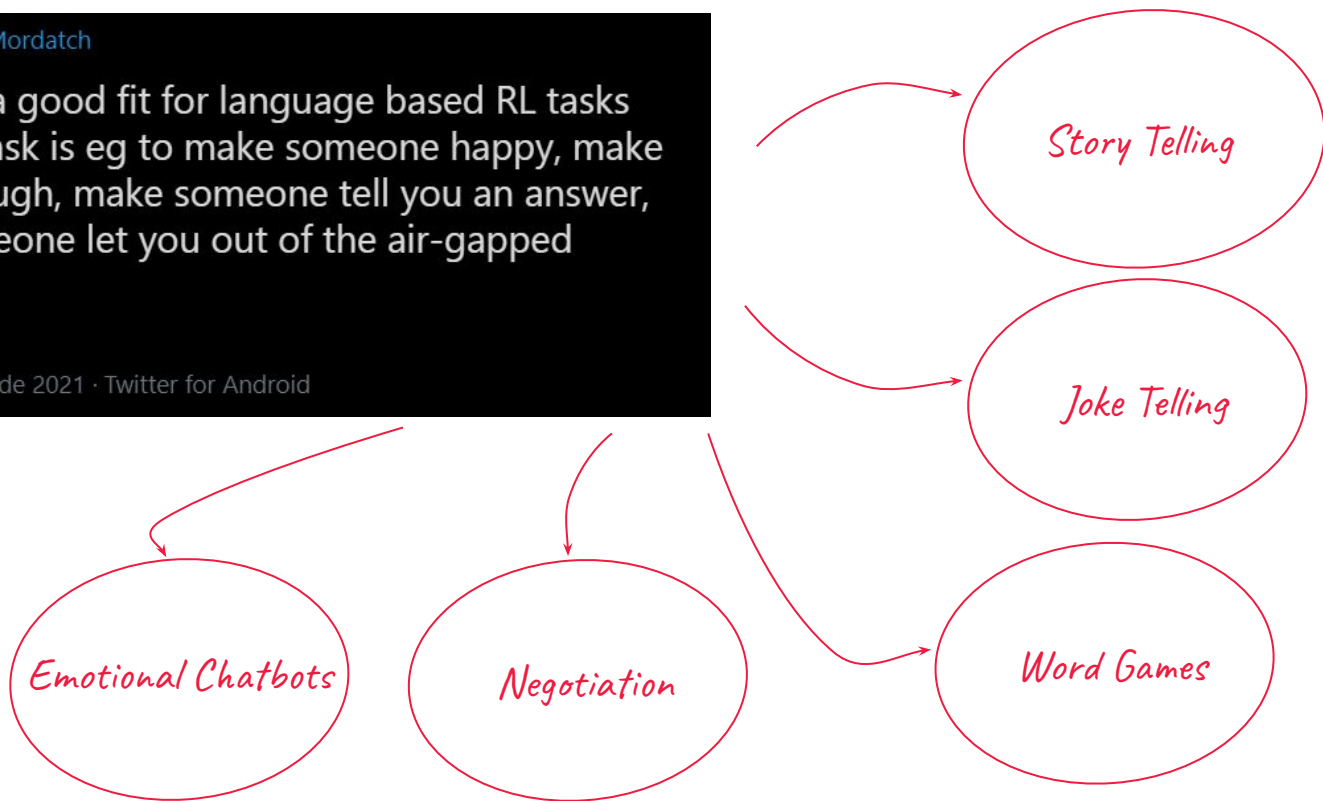 Mordatch
a good fit for language based RL tasks
ask is eg to make someone happy, make
ugh, make someone tell you an answer,
eone let you out of the air-gapped
de 2021 · Twitter for Android
Story Telling
Joke Telling
Emotional Chatbots
Negotiation
Word Games